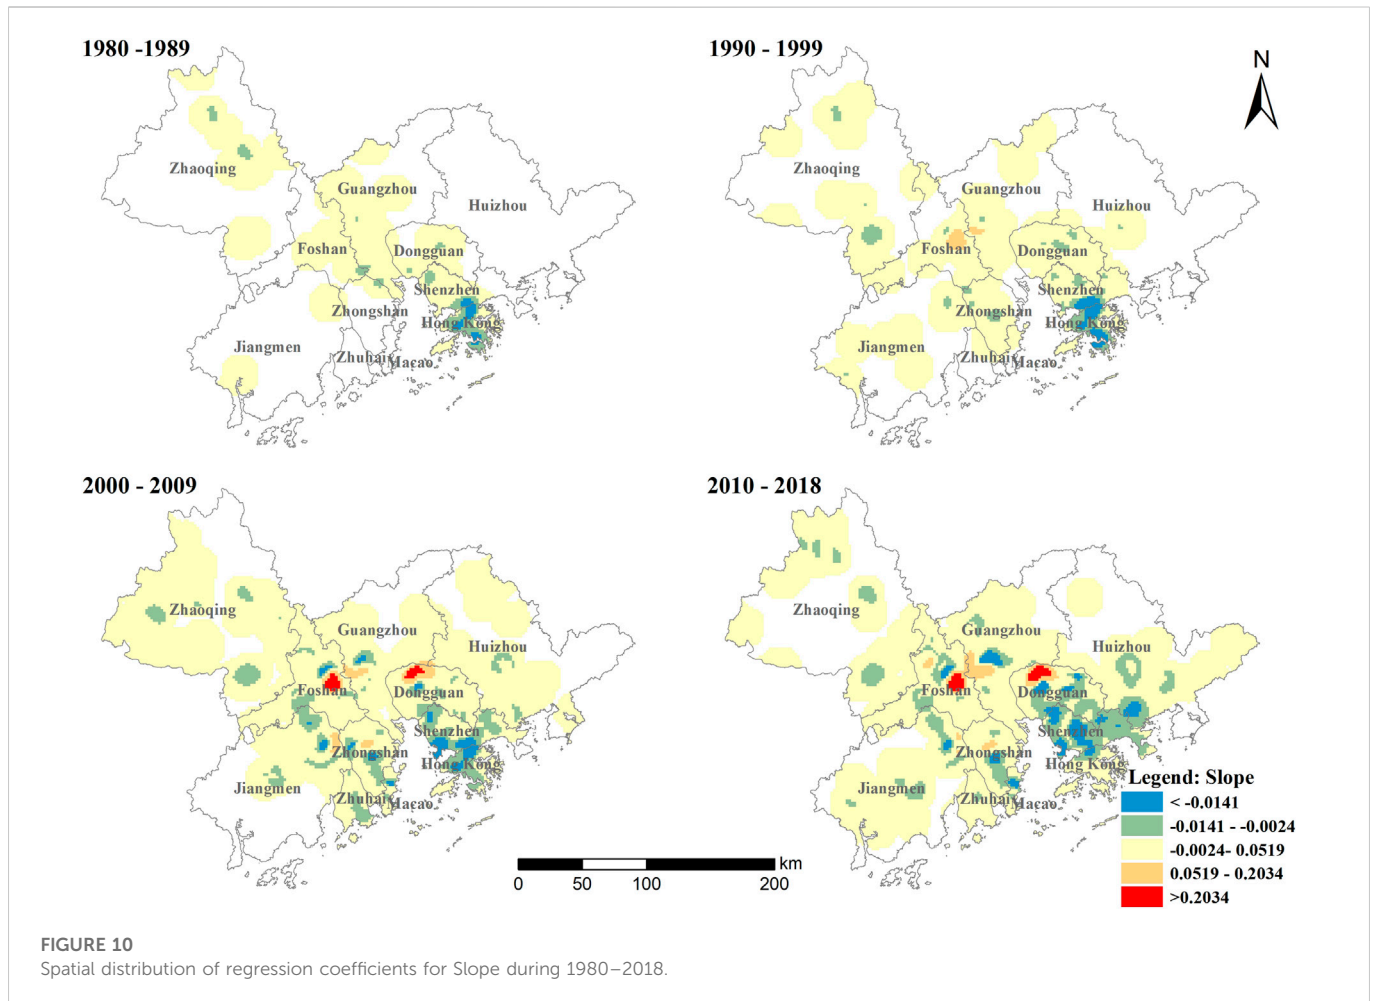 1980 -1989
Zhaoqing
Guangzhou
Huizhou
Foshan
Dongguan
Shenzhen
Zhongshan
Hong Kong
Jiangmen
Zhuhai
Macao
1990 - 1999
N
Zhaoqing
Guangzhou
Huizhou
Foshan
Dongguan
Shenzhen
Zhongshan
Hong Kong
Jiangmen
Zhuhai
Macao
2000 - 2009
Zhaoqing
Guangzhou
Huizhou
Foshan
Dongguan
Shenzhen
Zhongshan
Hong Kong
Jiangmen
Zhuhai
Macao
2010 - 2018
Zhaoqing
Guangzhou
Huizhou
Foshan
Dongguan
Shenzhen
Zhongshan
Hong Kong
Jiangmen
Zhuhai
Macao
Legend: Slope
< -0.0141
-0.0141 - -0.0024
-0.0024- 0.0519
0.0519 - 0.2034
>0.2034
km
0 50 100 200
FIGURE 10
Spatial distribution of regression coefficients for Slope during 1980–2018.